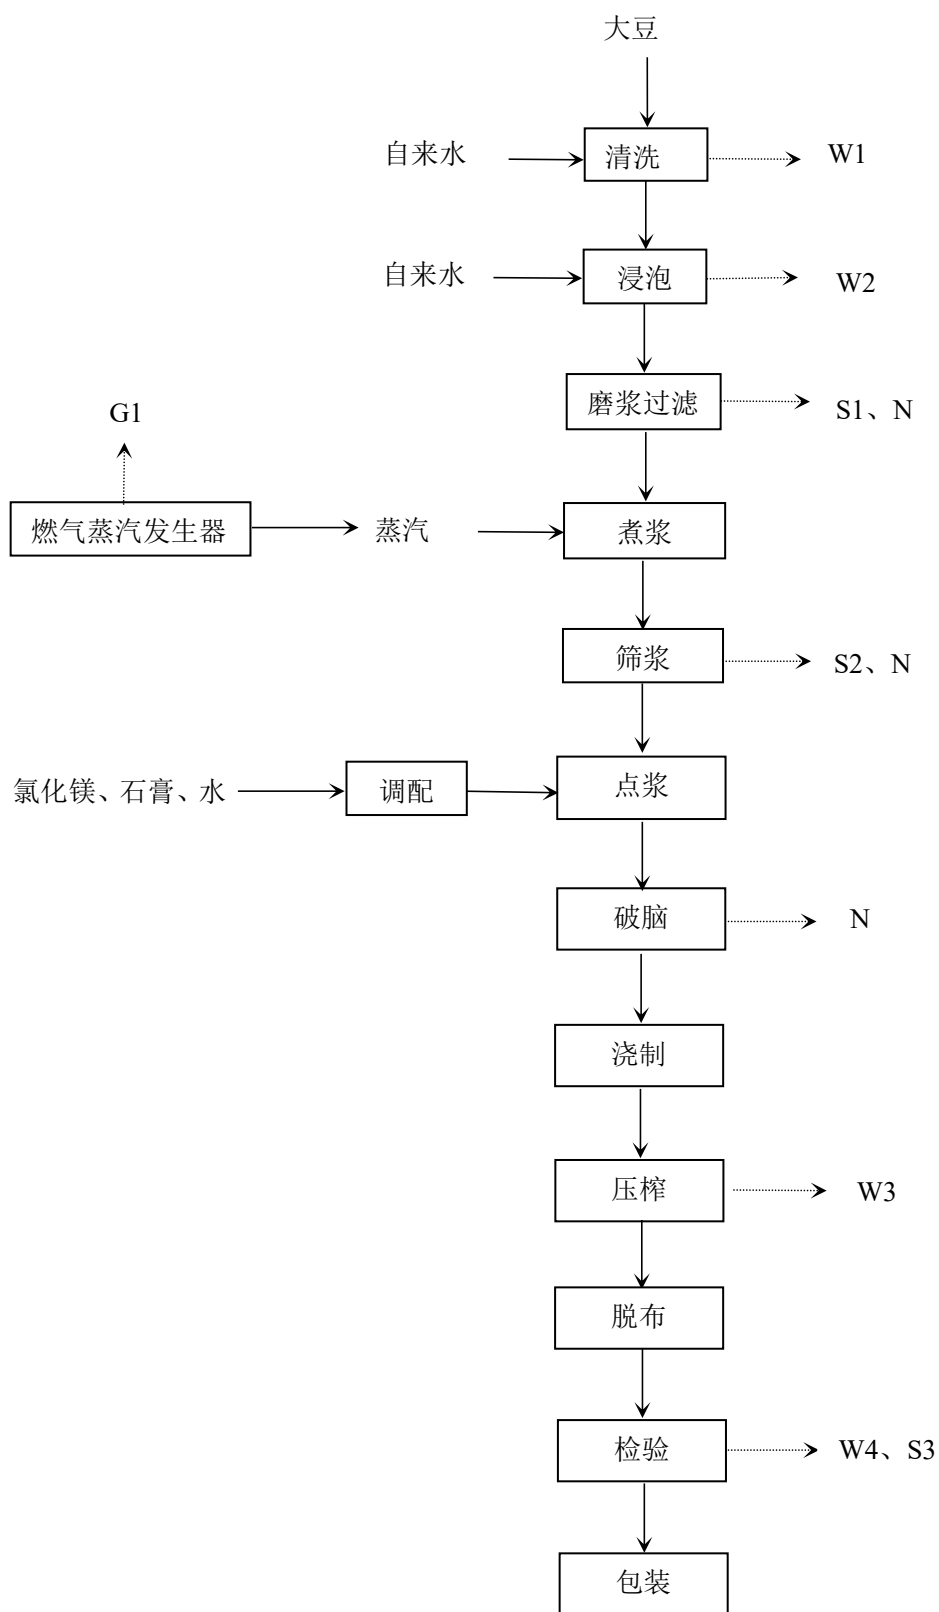 大豆
自来水 清洗 W1
自来水 浸泡 W2
磨浆过滤 S1、N
G1
燃气蒸汽发生器 蒸汽 煮浆
筛浆 S2、N
氯化镁、石膏、水 调配 点浆
破脑 N
浇制
压榨 W3
脱布
检验 W4、S3
包装